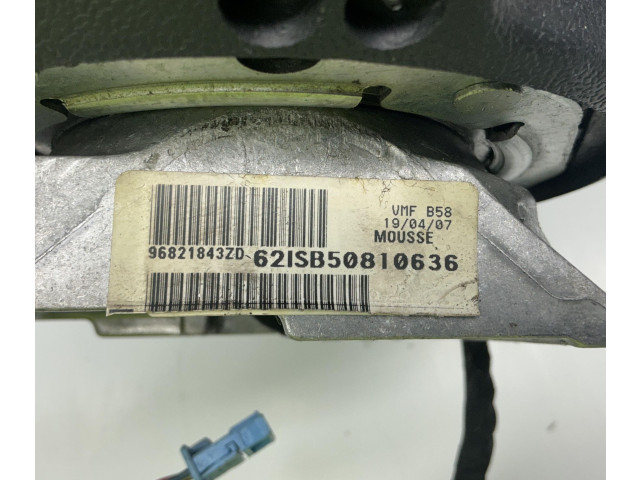 VMF B58
19/04/07
MOUSSE
96821843ZD 62ISB50810636